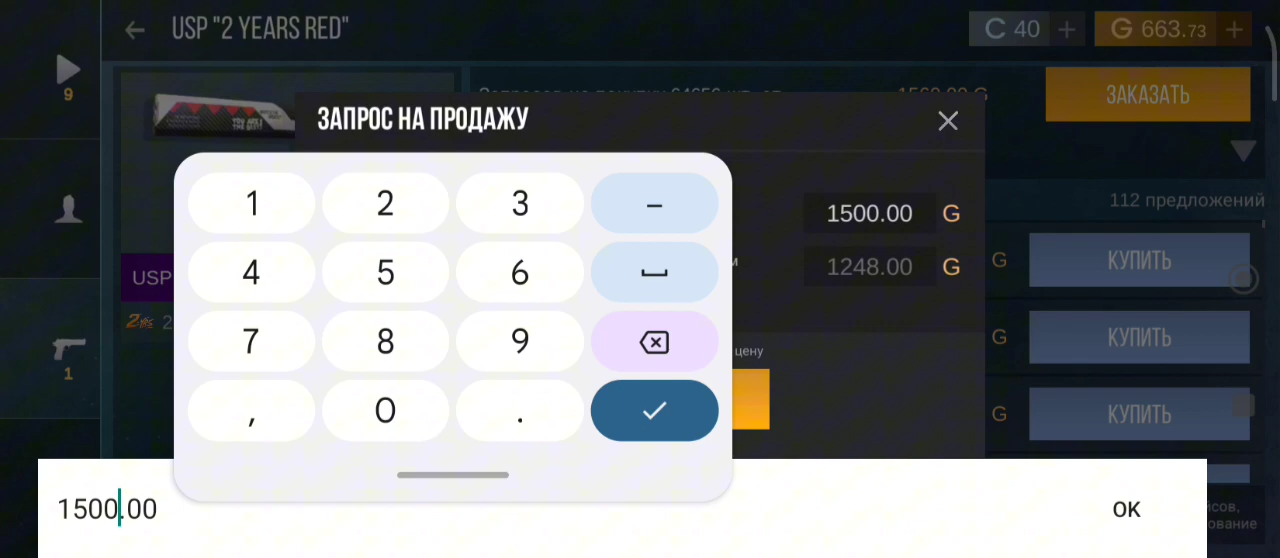 USP "2 YEARS RED"
C 40 +
G 663.73 +
9
ЗАКАЗАТЬ
ЗАПРОС НА ПРОДАЖУ
1500.00 G
1248.00 G
112 предложений
USP
G КУПИТЬ
G КУПИТЬ
G КУПИТЬ
цену
1
1 2 3 –
4 5 6
7 8 9
, 0 .
1500.00
OK